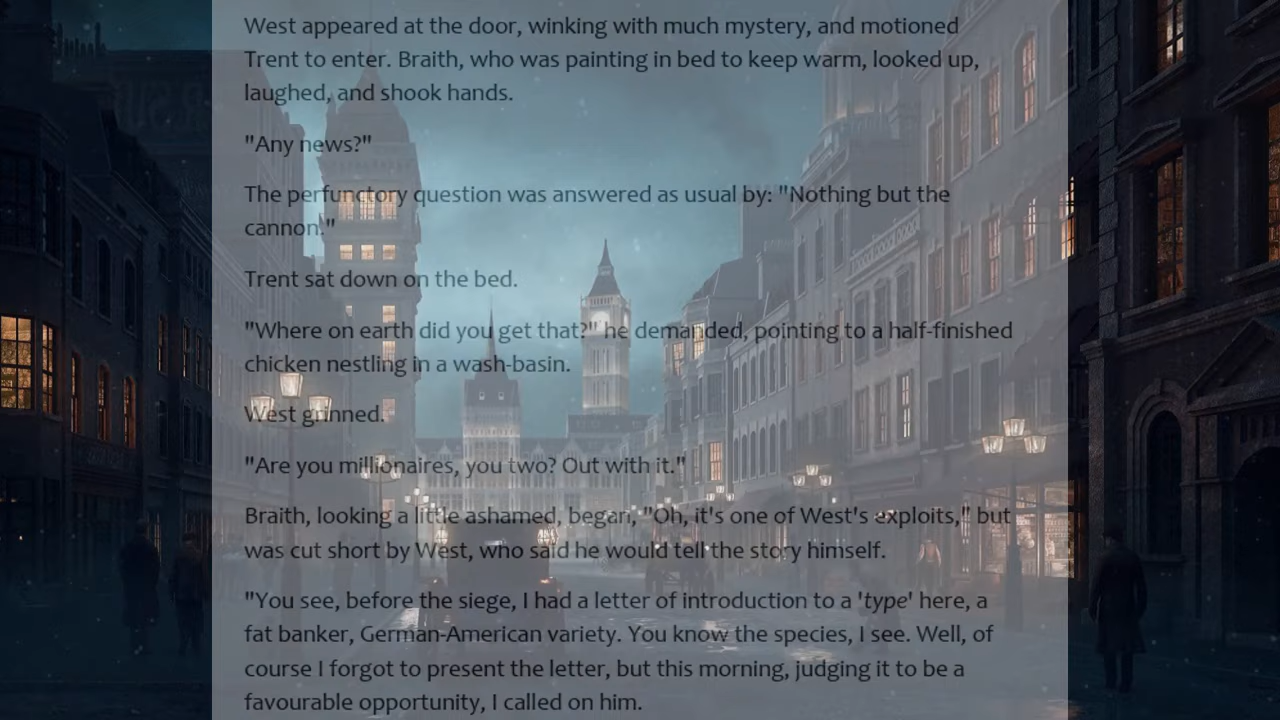 West appeared at the door, winking with much mystery, and motioned
Trent to enter. Braith, who was painting in bed to keep warm, looked up,
laughed, and shook hands.
"Any news?"
The perfunctory question was answered as usual by: "Nothing but the
cannon."
Trent sat down on the bed.
"Where on earth did you get that?" he demanded, pointing to a half-finished
chicken nestling in a wash-basin.
West grinned.
"Are you millionaires, you two? Out with it."
Braith, looking a little ashamed, began, "Oh, it's one of West's exploits," but
was cut short by West, who said he would tell the story himself.
"You see, before the siege, I had a letter of introduction to a 'type' here, a
fat banker, German-American variety. You know the species, I see. Well, of
course I forgot to present the letter, but this morning, judging it to be a
favourable opportunity, I called on him.